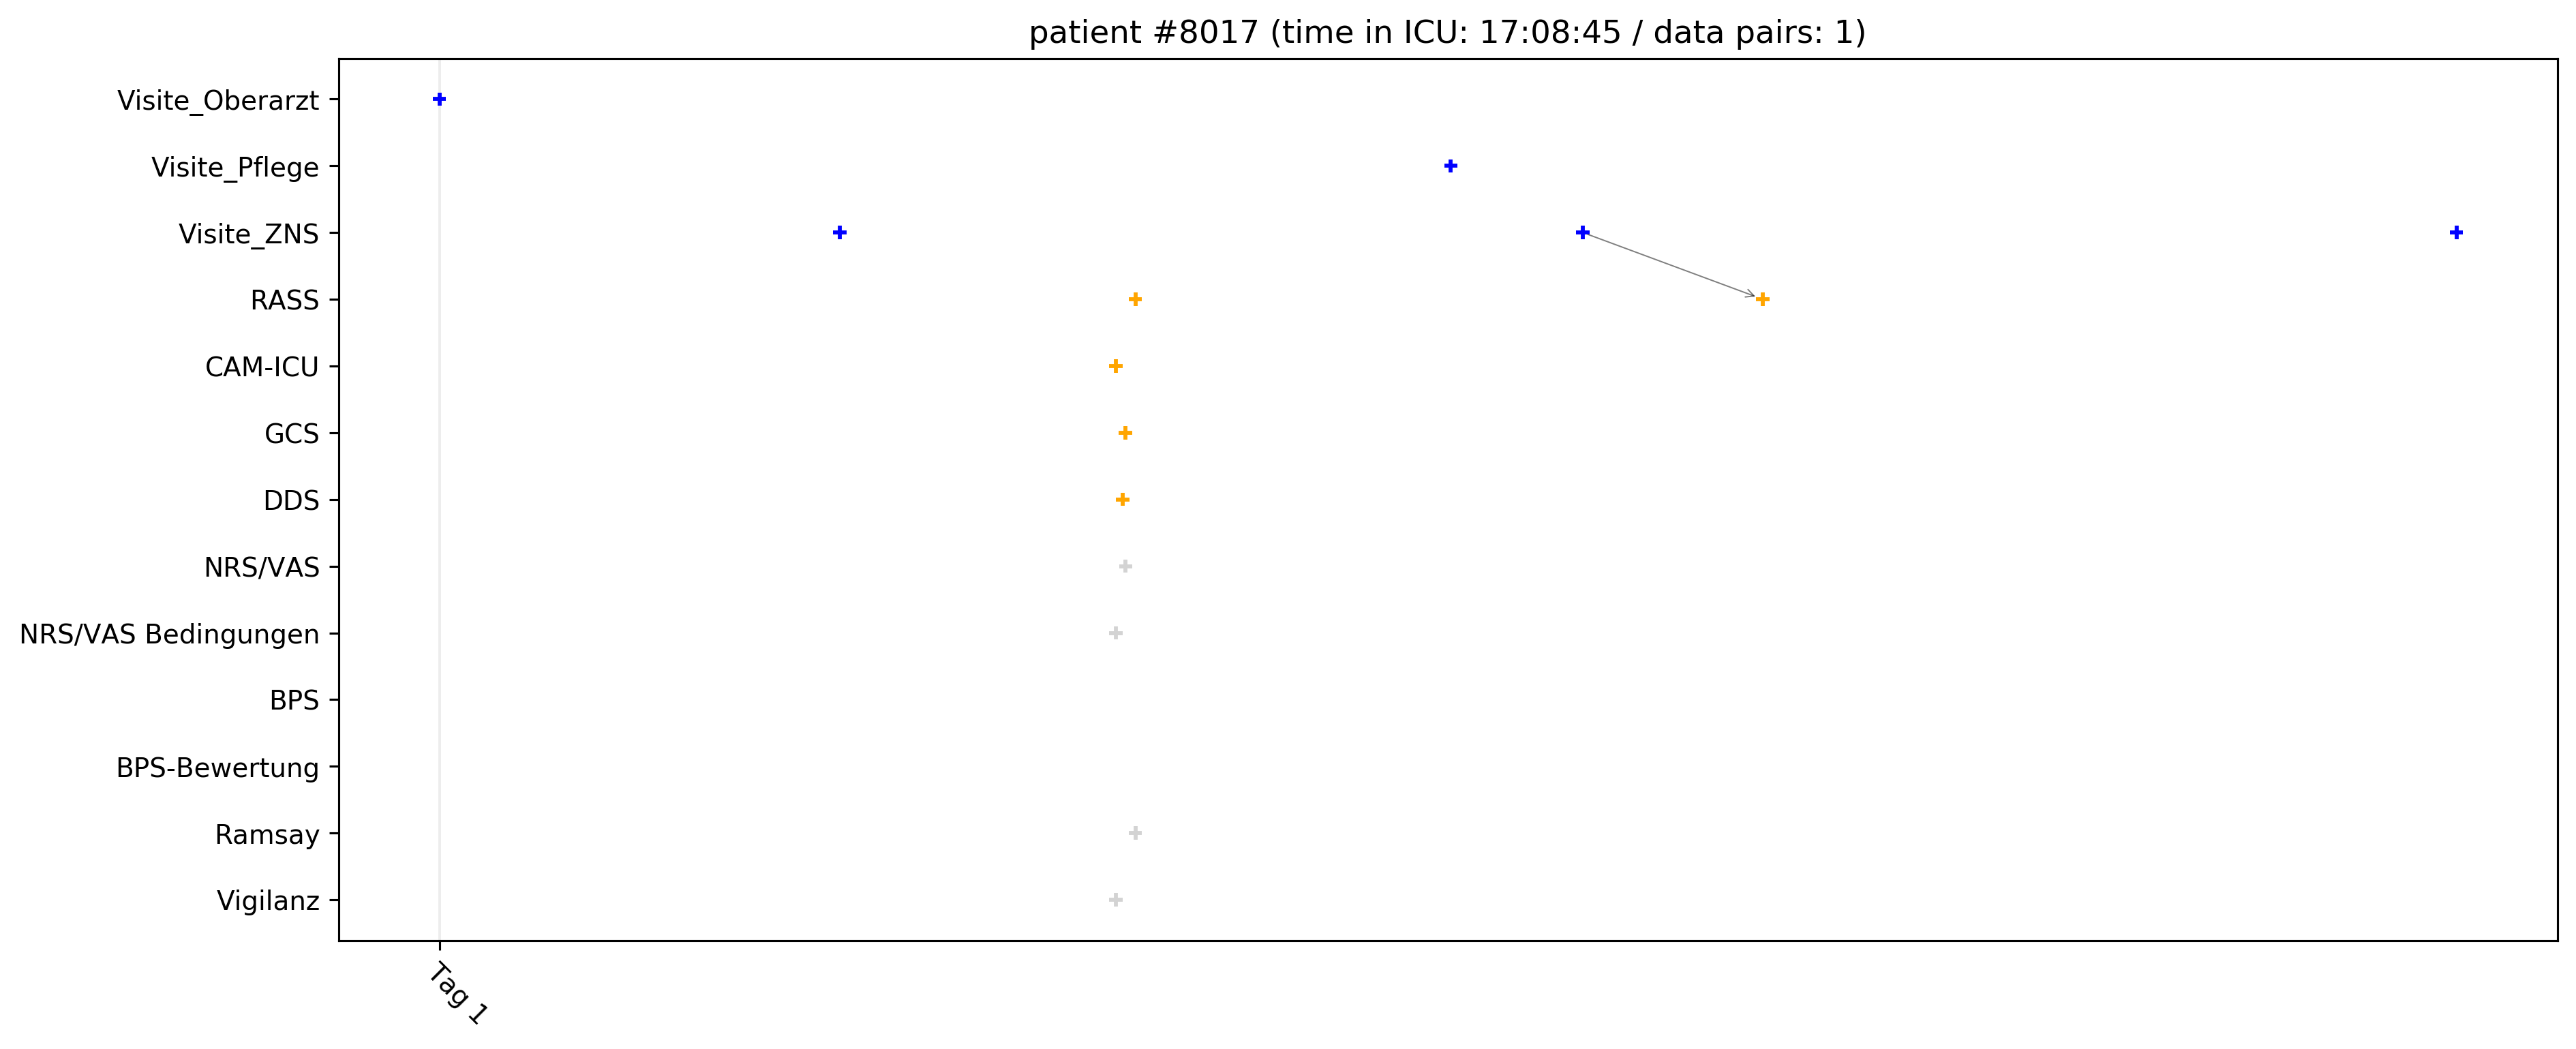 patient #8017 (time in ICU: 17:08:45 / data pairs: 1)
Visite_Oberarzt
Visite_Pflege
Visite_ZNS
RASS
CAM-ICU
GCS
DDS
NRS/VAS
NRS/VAS Bedingungen
BPS
BPS-Bewertung
Ramsay
Vigilanz
Tag 1